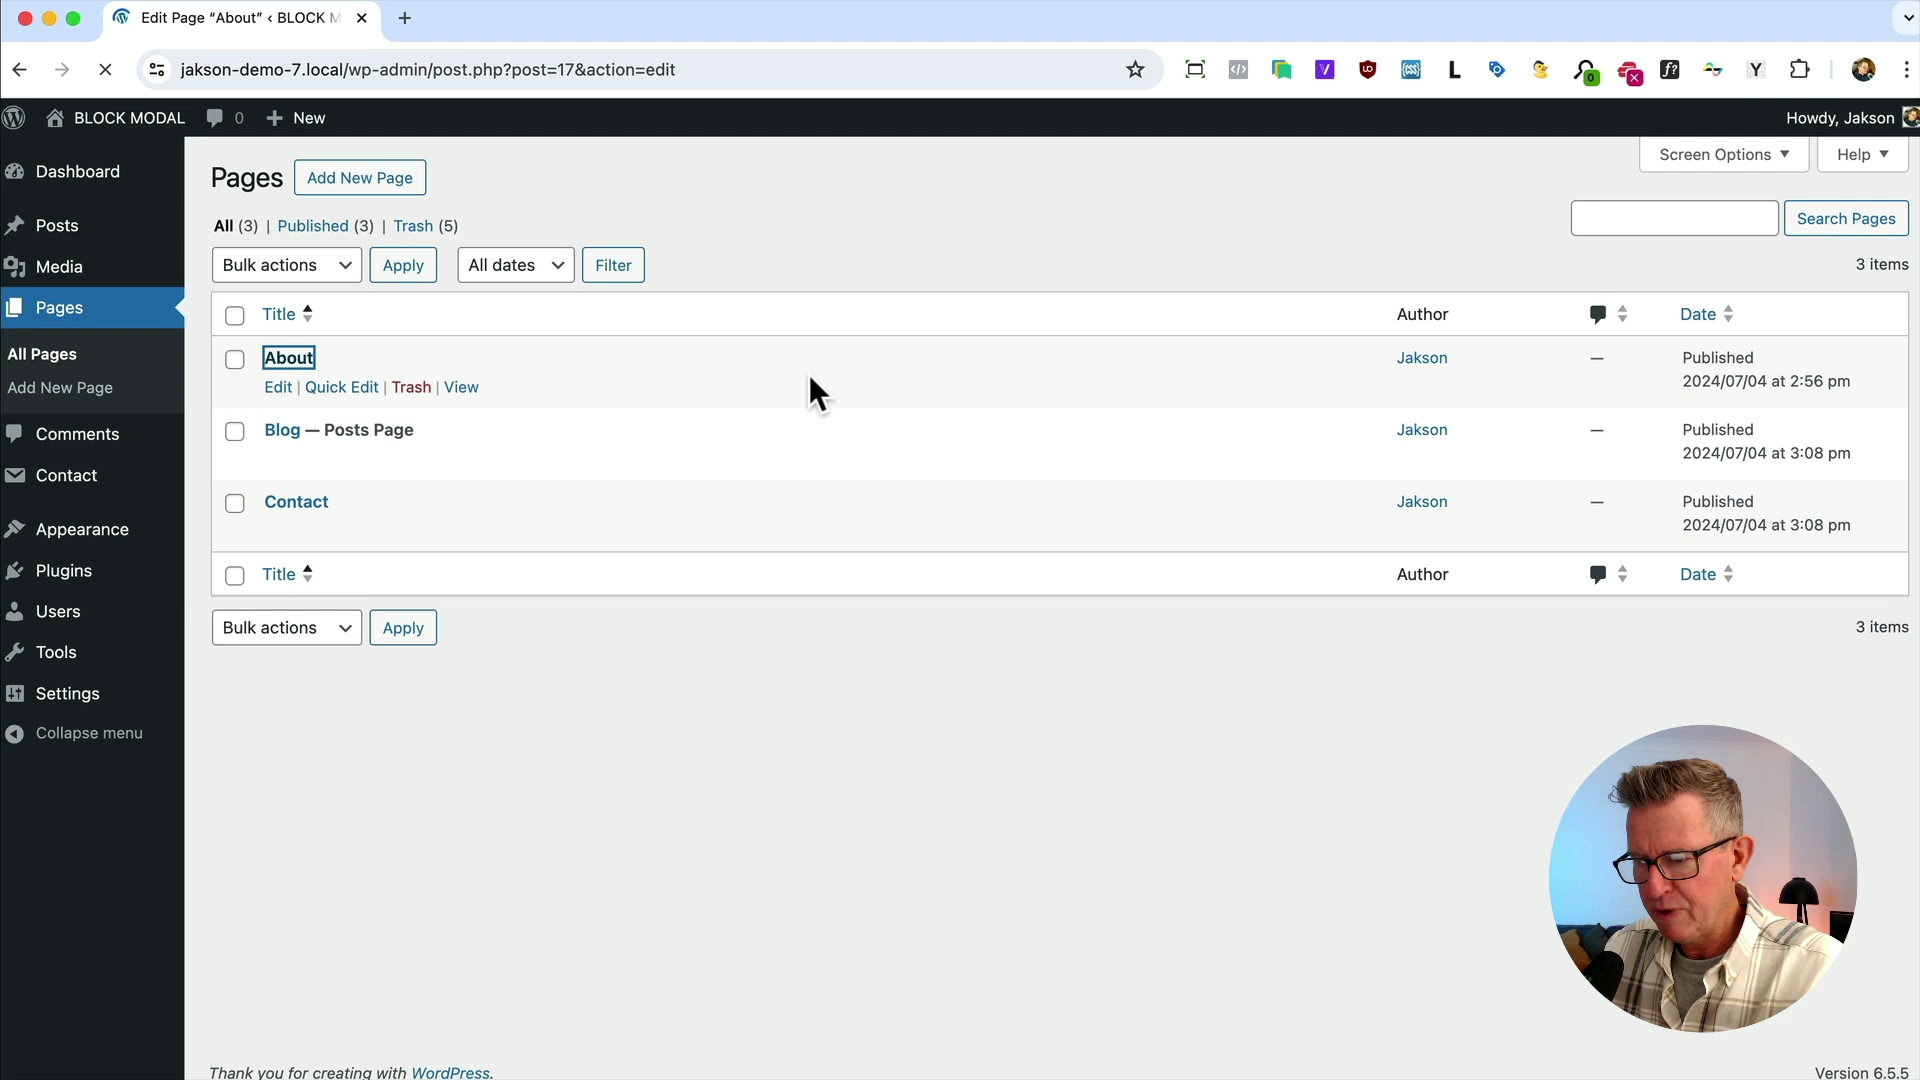 Edit Page “About” ‹ BLOCK M
jakson-demo-7.local/wp-admin/post.php?post=17&action=edit
BLOCK MODAL
0
New
Howdy, Jakson
Dashboard
Posts
Media
Pages
All Pages
Add New Page
Comments
Contact
Appearance
Plugins
Users
Tools
Settings
Collapse menu
Pages
Add New Page
Screen Options
Help
All (3) | Published (3) | Trash (5)
Search Pages
Bulk actions
Apply
All dates
Filter
3 items
Title
Author
Date
About
Edit | Quick Edit | Trash | View
Jakson
—
Published
2024/07/04 at 2:56 pm
Blog — Posts Page
Jakson
—
Published
2024/07/04 at 3:08 pm
Contact
Jakson
—
Published
2024/07/04 at 3:08 pm
Title
Author
Date
Bulk actions
Apply
3 items
Thank you for creating with WordPress.
Version 6.5.5